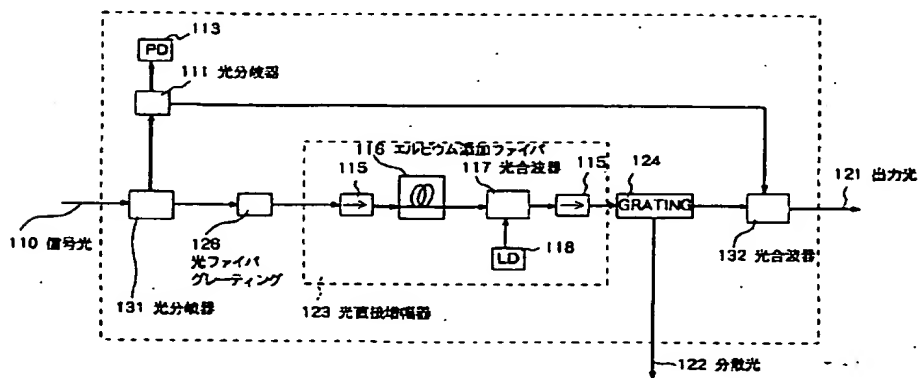 113
PD
111 光分岐器
116 エルビウム添加ファイバ
117 光合波器
115
115
124
GRATING
121 出力光
110 信号光
128
光ファイバ
グレーティング
LD
118
132 光合波器
131 光分岐器
123 光直接増幅器
122 分散光